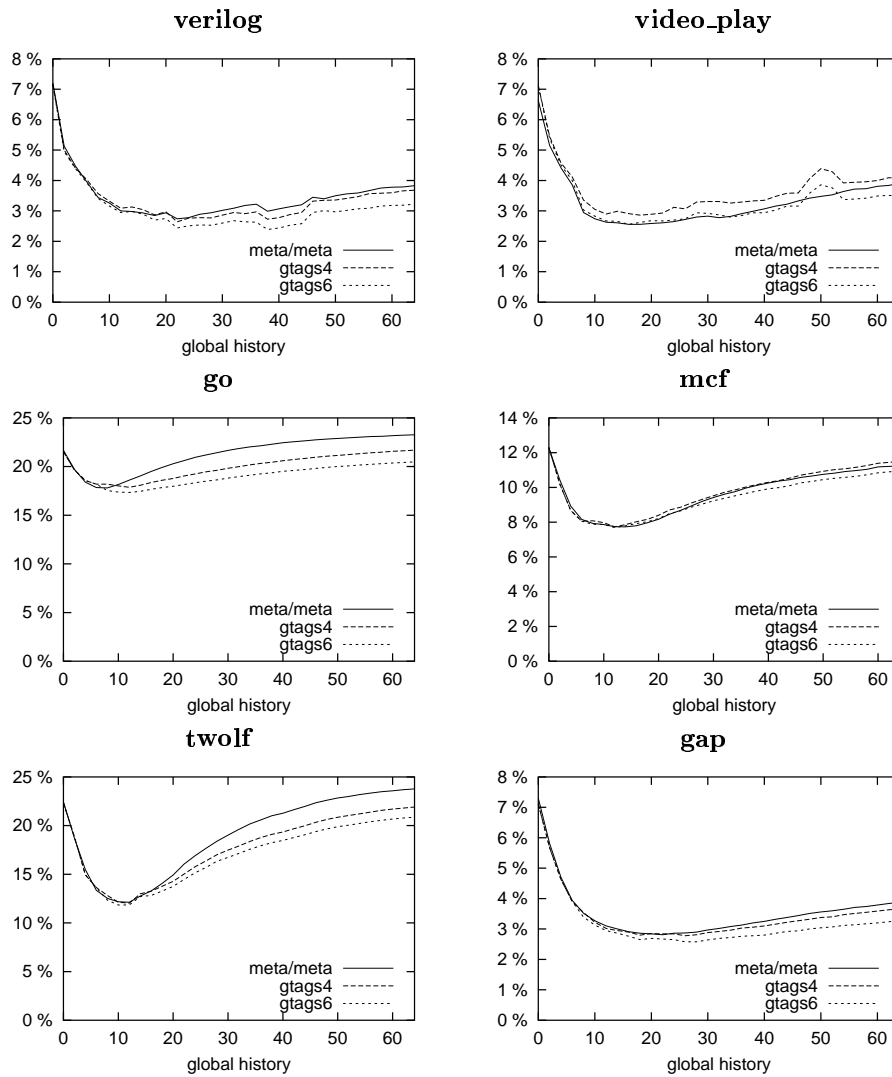 verilog
8 %
7 %
6 %
5 %
4 %
3 %
2 %
1 %
0 %
meta/meta
gtags4
gtags6
0 10 20 30 40 50 60
global history
video_play
8 %
7 %
6 %
5 %
4 %
3 %
2 %
1 %
0 %
meta/meta
gtags4
gtags6
0 10 20 30 40 50 60
global history
go
25 %
20 %
15 %
10 %
5 %
0 %
meta/meta
gtags4
gtags6
0 10 20 30 40 50 60
global history
mcf
14 %
12 %
10 %
8 %
6 %
4 %
2 %
0 %
meta/meta
gtags4
gtags6
0 10 20 30 40 50 60
global history
twolf
25 %
20 %
15 %
10 %
5 %
0 %
meta/meta
gtags4
gtags6
0 10 20 30 40 50 60
global history
gap
8 %
7 %
6 %
5 %
4 %
3 %
2 %
1 %
0 %
meta/meta
gtags4
gtags6
0 10 20 30 40 50 60
global history